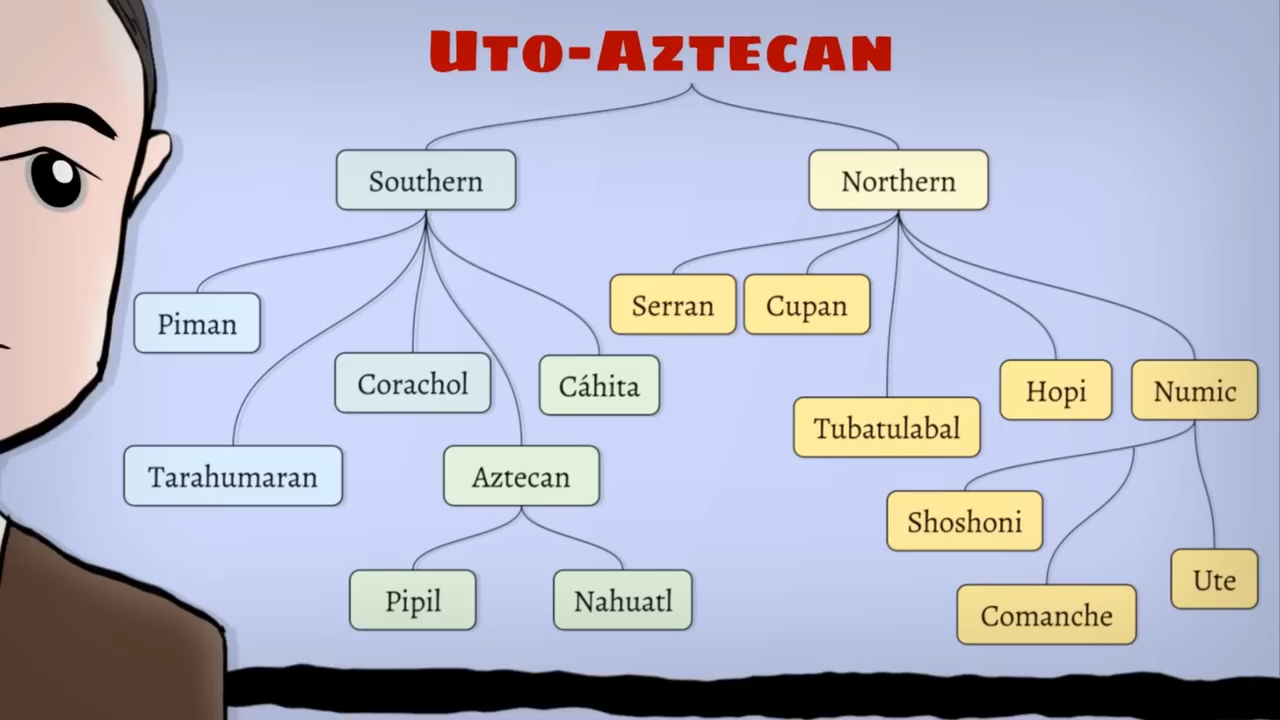 UTO-AZTECAN
Southern
Northern
Piman
Serran
Cupan
Corachol
Cáhita
Hopi
Numic
Tubatulabal
Tarahumaran
Aztecan
Shoshoni
Pipil
Nahuatl
Ute
Comanche